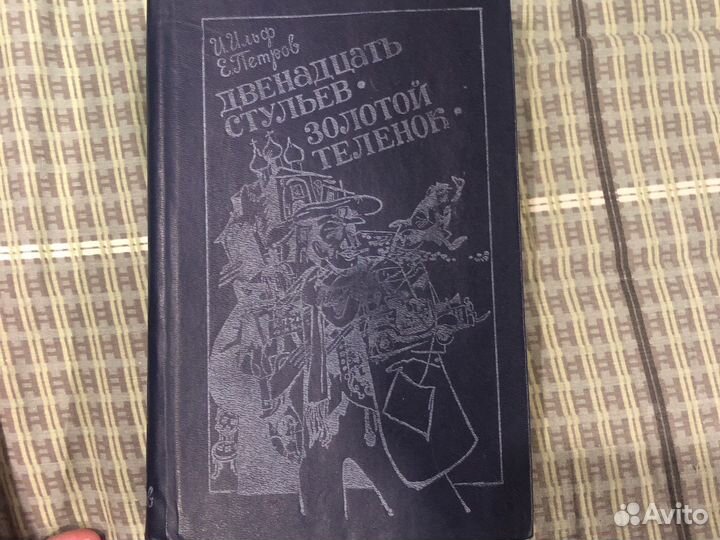 И. Ильф
Е. Петров
ДВЕНАДЦАТЬ
СТУЛЬЕВ •
ЗОЛОТОЙ
ТЕЛЕНОК •
Avito